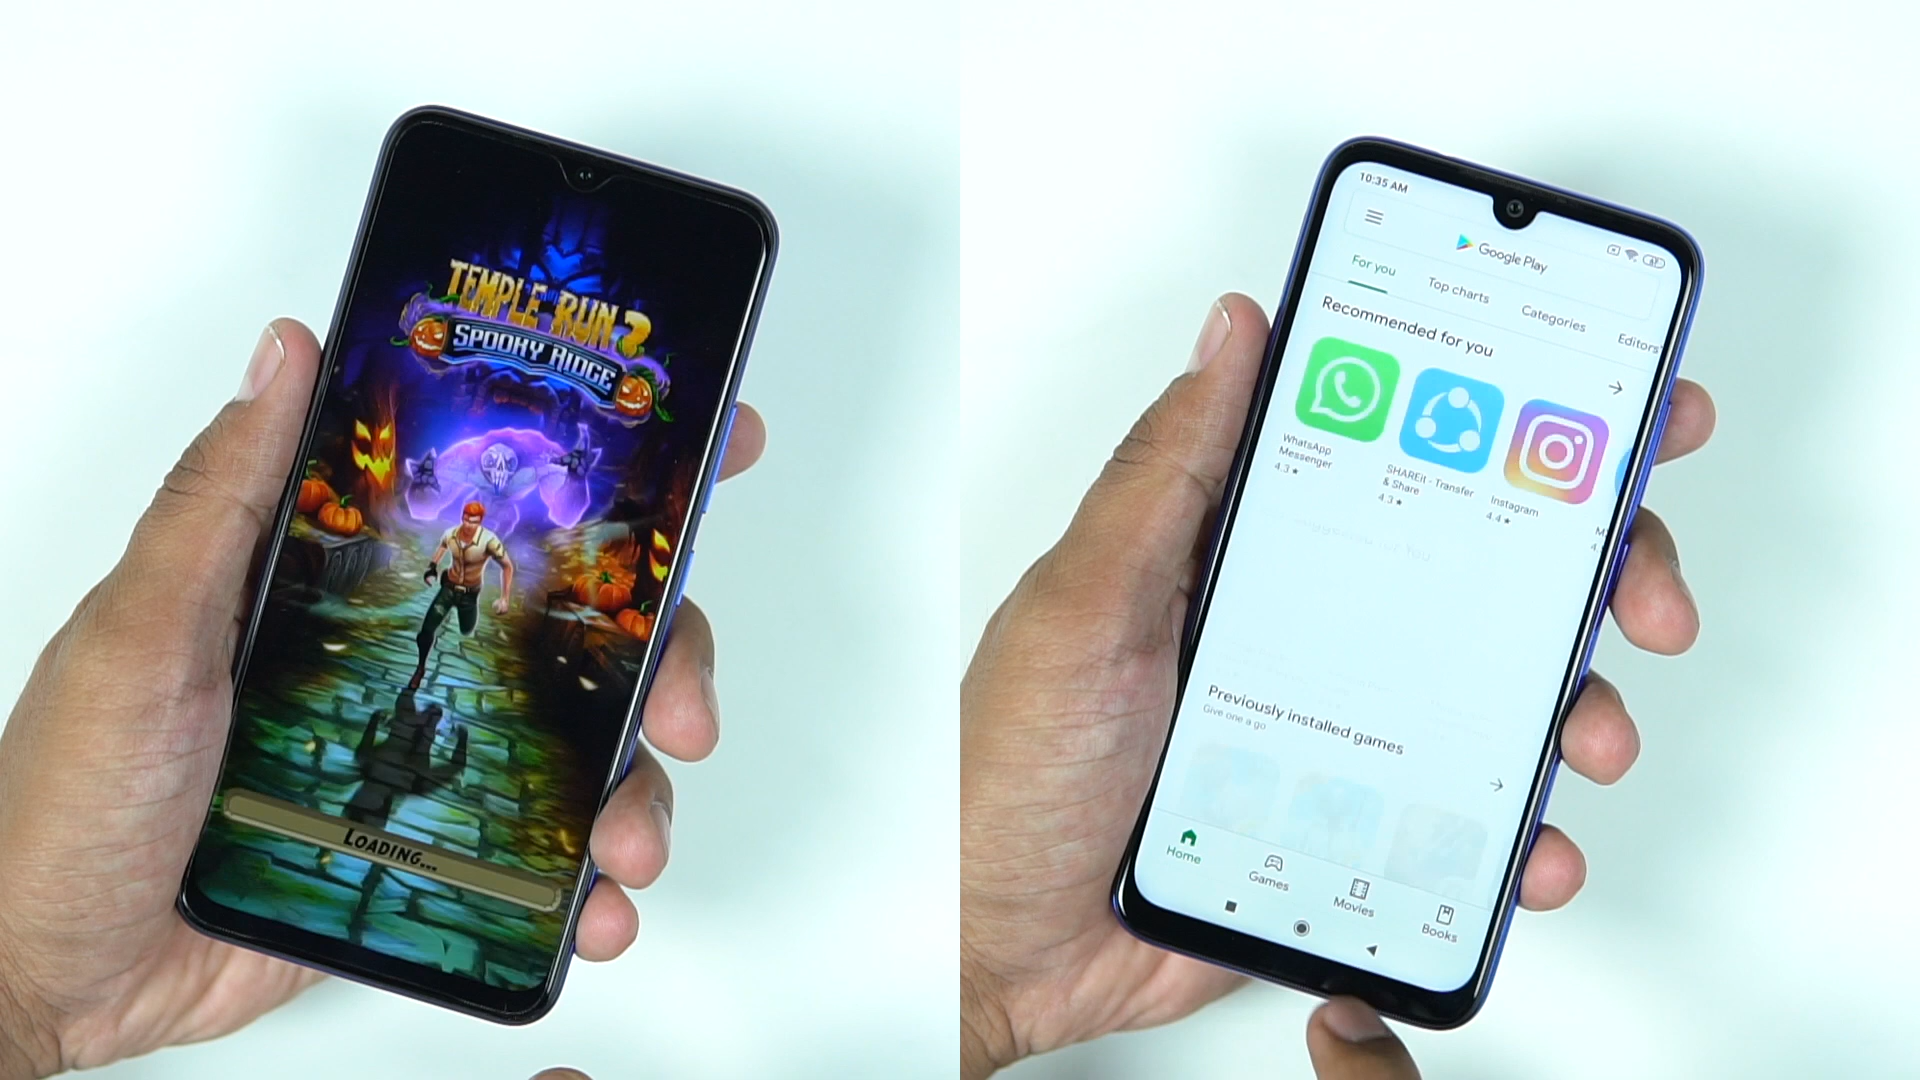 TEMPLE RUN 2
SPOOKY RIDGE
LOADING...
10:35 AM
67
Google Play
For you
Top charts
Categories
Editors'
Recommended for you
WhatsApp
Messenger
4.3 ★
SHAREit - Transfer
& Share
4.3 ★
Instagram
4.4 ★
Previously installed games
Give one a go
Home
Games
Movies
Books